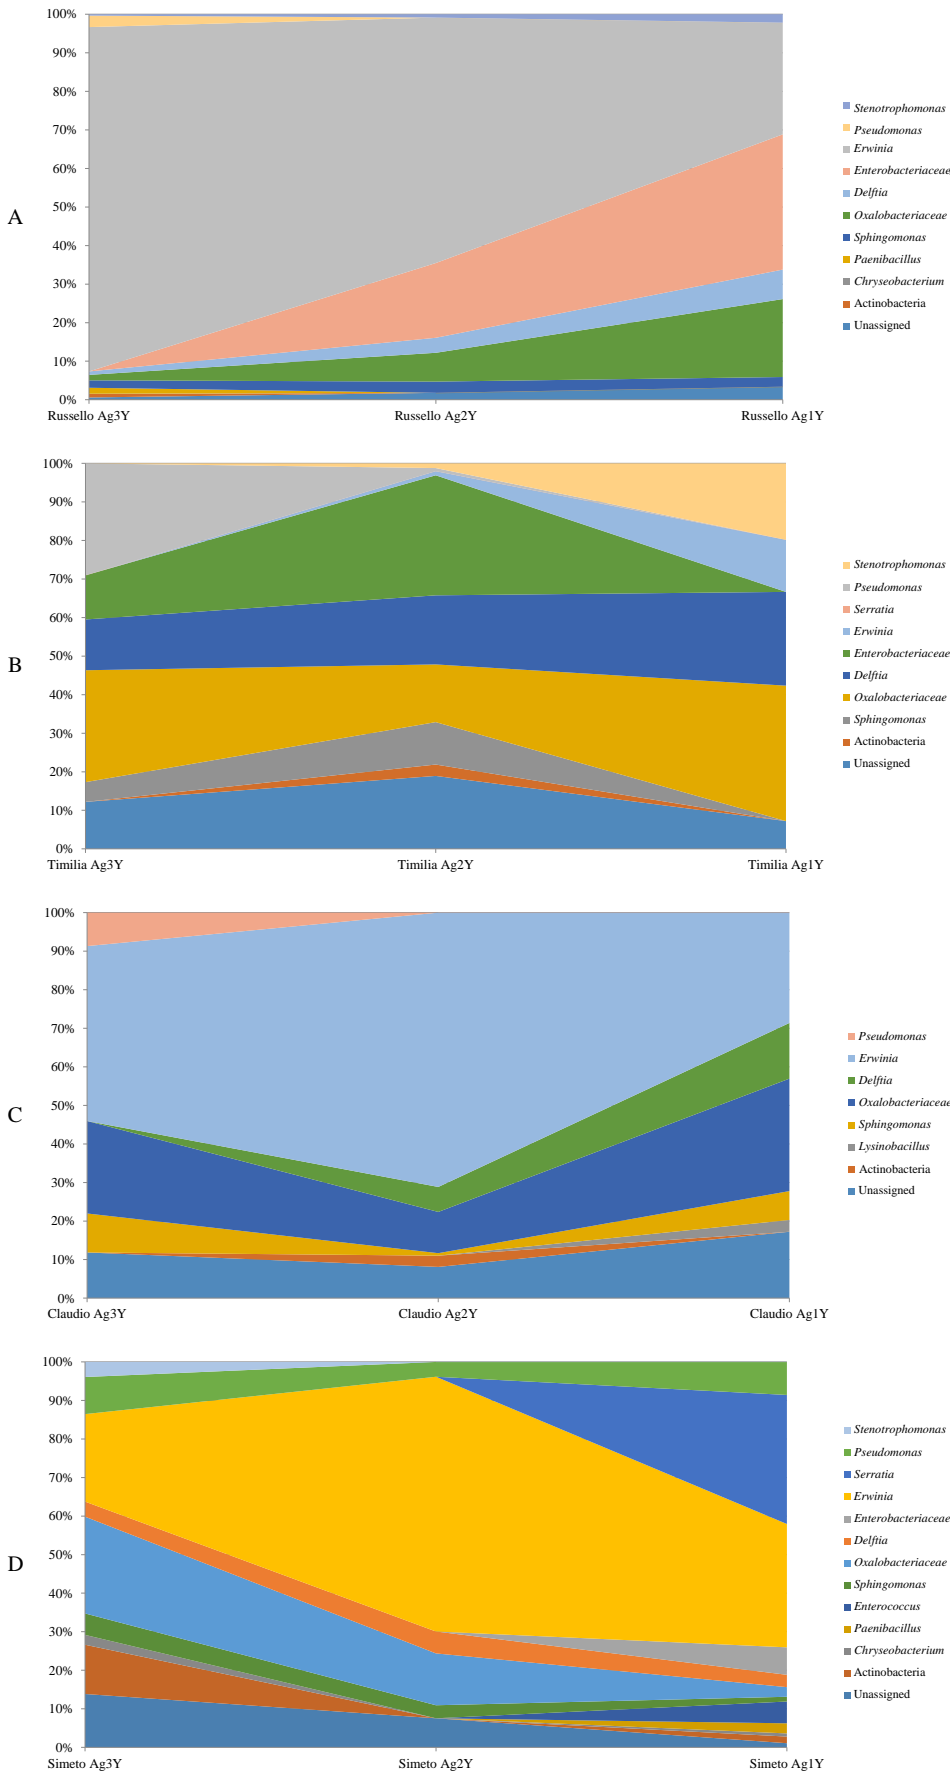 100%
90%
80%
70%
60%
50%
40%
30%
20%
10%
0%
A
Russello Ag3Y
Russello Ag2Y
Russello Ag1Y
Stenotrophomonas
Pseudomonas
Erwinia
Enterobacteriaceae
Delftia
Oxalobacteriaceae
Sphingomonas
Paenibacillus
Chryseobacterium
Actinobacteria
Unassigned
100%
90%
80%
70%
60%
50%
40%
30%
20%
10%
0%
B
Timilia Ag3Y
Timilia Ag2Y
Timilia Ag1Y
Stenotrophomonas
Pseudomonas
Serratia
Erwinia
Enterobacteriaceae
Delftia
Oxalobacteriaceae
Sphingomonas
Actinobacteria
Unassigned
100%
90%
80%
70%
60%
50%
40%
30%
20%
10%
0%
C
Claudio Ag3Y
Claudio Ag2Y
Claudio Ag1Y
Pseudomonas
Erwinia
Delftia
Oxalobacteriaceae
Sphingomonas
Lysinobacillus
Actinobacteria
Unassigned
100%
90%
80%
70%
60%
50%
40%
30%
20%
10%
0%
D
Simeto Ag3Y
Simeto Ag2Y
Simeto Ag1Y
Stenotrophomonas
Pseudomonas
Serratia
Erwinia
Enterobacteriaceae
Delftia
Oxalobacteriaceae
Sphingomonas
Enterococcus
Paenibacillus
Chryseobacterium
Actinobacteria
Unassigned